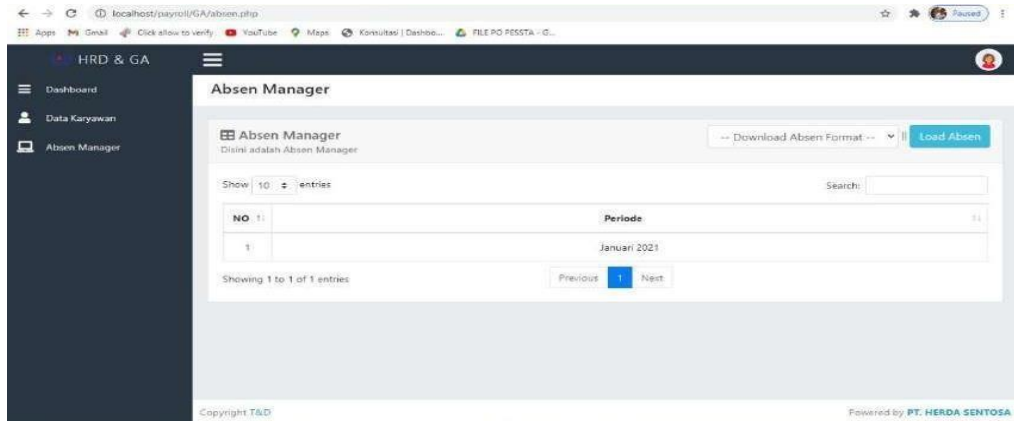 localhost/payroll/GA/absen.php
Paused
Apps Gmail Click allow to verify YouTube Maps Konsultasi | Dashbo... FILE PO PESSTA - G...
HRD & GA
Dashboard
Data Karyawan
Absen Manager
Absen Manager
Absen Manager
Disini adalah Absen Manager
-- Download Absen Format -- || Load Absen
Show 10 entries
Search:
NO Periode
1 Januari 2021
Showing 1 to 1 of 1 entries
Previous 1 Next
Copyright T&D
Powered by PT. HERDA SENTOSA